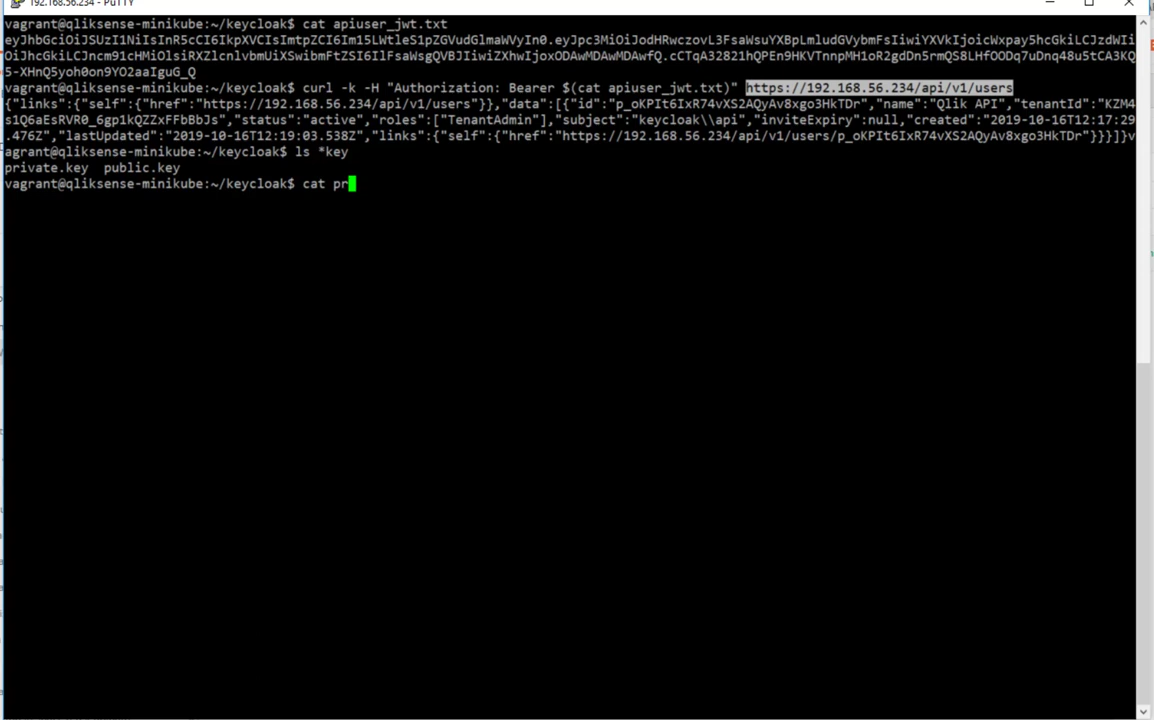 192.168.56.234 - PuTTY
vagrant@qliksense-minikube:~/keycloak$ cat apiuser_jwt.txt
eyJhbGciOiJSUzI1NiIsInR5cCI6IkpXVCIsImtpZCI6Im15LWtleS1pZGVudGlmaWVyIn0.eyJpc3MiOiJodHRwczovL3FsaWsuYXBpLmludGVybmFsIiwiYXVkIjoicWxpay5hcGkiLCJzdWIi
OiJhcGkiLCJncm91cHMiOlsiRXZlcnlvbmUiXSwibmFtZSI6IlFsaWsgQVBJIiwiZXhwIjoxODAwMDAwMDAwfQ.cCTqA32821hQPEn9HKVTnnpMH1oR2gdDn5rmQS8LHfOODq7uDnq48u5tCA3KQ
5-XHnQ5yoh0on9YO2aaIguG_Q
vagrant@qliksense-minikube:~/keycloak$ curl -k -H "Authorization: Bearer $(cat apiuser_jwt.txt)" https://192.168.56.234/api/v1/users
{"links":{"self":{"href":"https://192.168.56.234/api/v1/users"}},"data":[{"id":"p_oKPIt6IxR74vXS2AQyAv8xgo3HkTDr","name":"Qlik API","tenantId":"KZM4
s1Q6aEsRVR0_6gp1kQZZxFFbBbJs","status":"active","roles":["TenantAdmin"],"subject":"keycloak\\api","inviteExpiry":null,"created":"2019-10-16T12:17:29
.476Z","lastUpdated":"2019-10-16T12:19:03.538Z","links":{"self":{"href":"https://192.168.56.234/api/v1/users/p_oKPIt6IxR74vXS2AQyAv8xgo3HkTDr"}}}]}v
agrant@qliksense-minikube:~/keycloak$ ls *key
private.key  public.key
vagrant@qliksense-minikube:~/keycloak$ cat pr